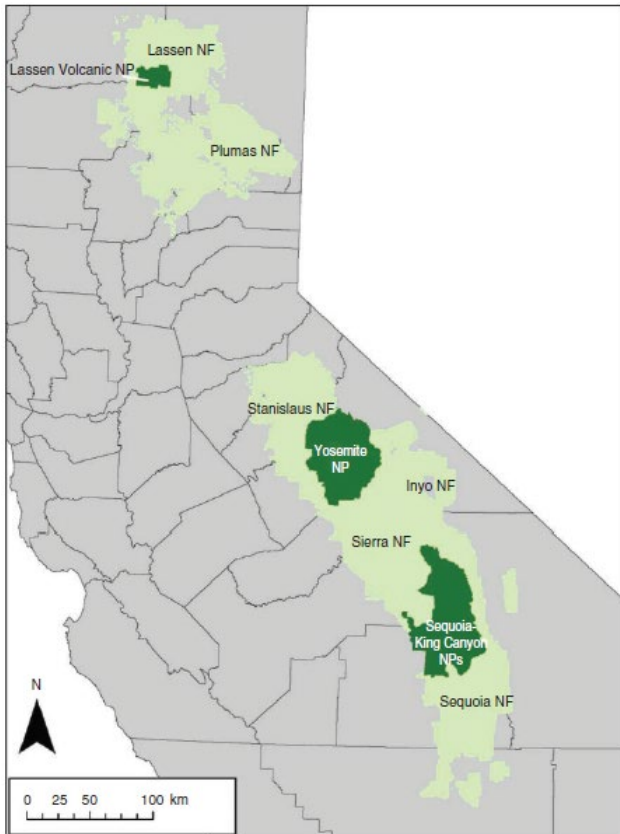 Lassen NF
Lassen Volcanic NP
Plumas NF
Stanislaus NF
Yosemite
NP
Inyo NF
Sierra NF
Sequoia-
King Canyon
NPs
Sequoia NF
N
0 25 50 100 km